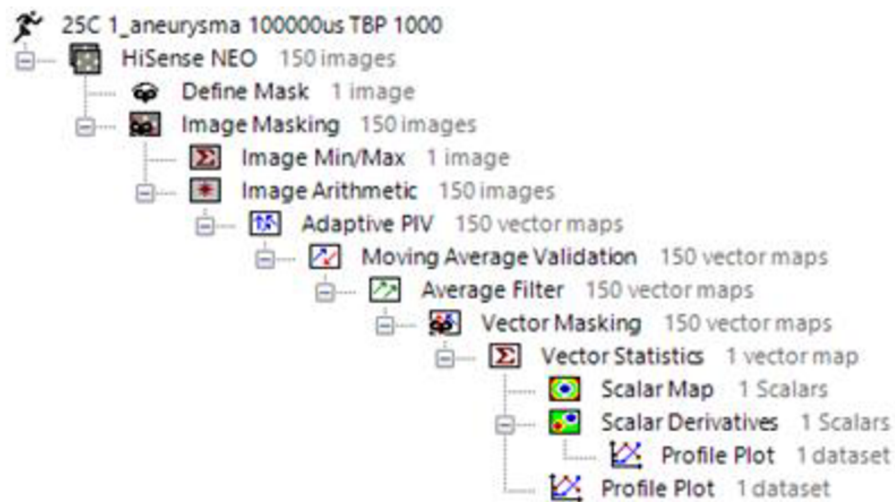 25C 1_aneurysma 100000us TBP 1000
HiSense NEO 150 images
Define Mask 1 image
Image Masking 150 images
Image Min/Max 1 image
Image Arithmetic 150 images
Adaptive PIV 150 vector maps
Moving Average Validation 150 vector maps
Average Filter 150 vector maps
Vector Masking 150 vector maps
Vector Statistics 1 vector map
Scalar Map 1 Scalars
Scalar Derivatives 1 Scalars
Profile Plot 1 dataset
Profile Plot 1 dataset